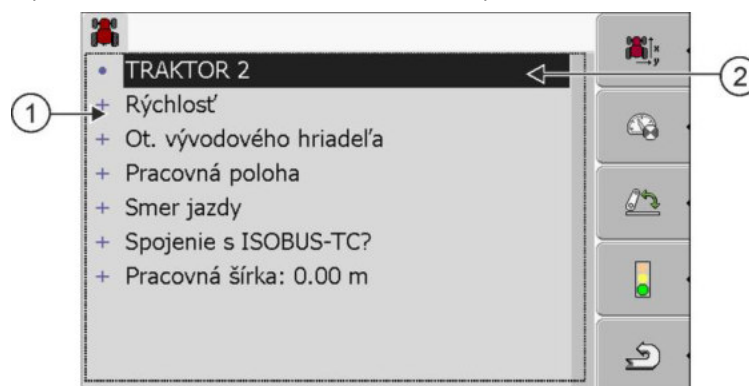 x
y
TRAKTOR 2
2
Rýchlosť
1
Ot. vývodového hriadeľa
Pracovná poloha
Smer jazdy
Spojenie s ISOBUS-TC?
Pracovná šírka: 0.00 m